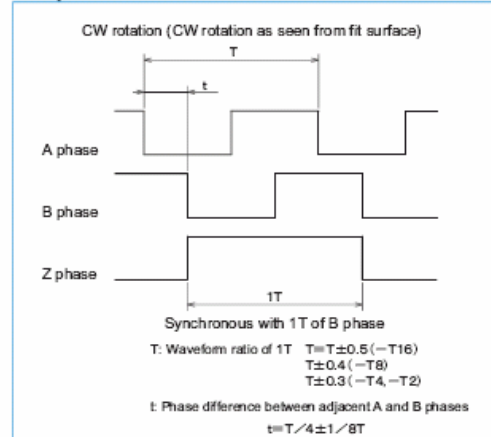 CW rotation (CW rotation as seen from fit surface)
T
t
A phase
B phase
Z phase
1T
Synchronous with 1T of B phase
T: Waveform ratio of 1T T=T±0.5(−T16)
T±0.4(−T8)
T±0.3(−T4,−T2)
t: Phase difference between adjacent A and B phases
t=T/4±1/8T